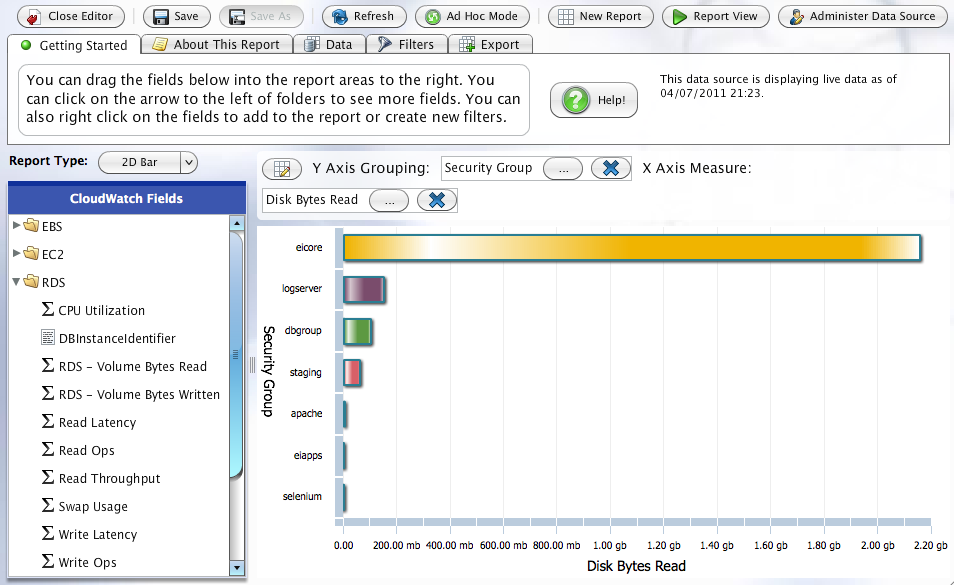 Close Editor Save Save As Refresh Ad Hoc Mode New Report Report View Administer Data Source
Getting Started About This Report Data Filters Export
You can drag the fields below into the report areas to the right. You
can click on the arrow to the left of folders to see more fields. You can
also right click on the fields to add to the report or create new filters.
? Help!
This data source is displaying live data as of
04/07/2011 21:23.
Report Type: 2D Bar
Y Axis Grouping: Security Group ... X Axis Measure:
Disk Bytes Read ...
CloudWatch Fields
EBS
EC2
RDS
Σ CPU Utilization
DBInstanceIdentifier
Σ RDS - Volume Bytes Read
Σ RDS - Volume Bytes Written
Σ Read Latency
Σ Read Ops
Σ Read Throughput
Σ Swap Usage
Σ Write Latency
Σ Write Ops
Security Group
eicore
logserver
dbgroup
staging
apache
eiapps
selenium
0.00 200.00 mb 400.00 mb 600.00 mb 800.00 mb 1.00 gb 1.20 gb 1.40 gb 1.60 gb 1.80 gb 2.00 gb 2.20 gb
Disk Bytes Read